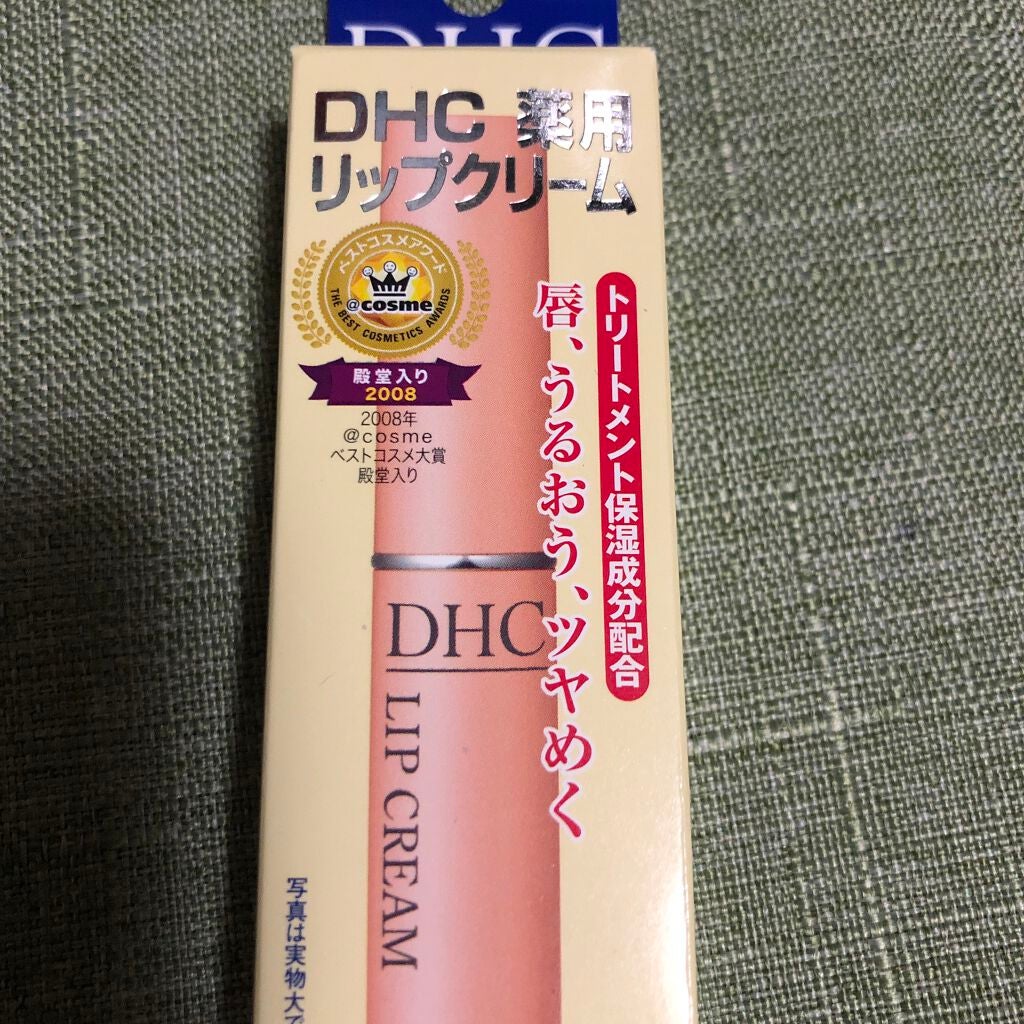 DHC
DHC 薬用
リップクリーム
ベストコスメアワード
@cosme
THE BEST COSMETICS AWARDS
殿堂入り
2008
2008年
@cosme
ベストコスメ大賞
殿堂入り
トリートメント保湿成分配合
唇、うるおう、ツヤめく
DHC
LIP CREAM
写真は実物大で